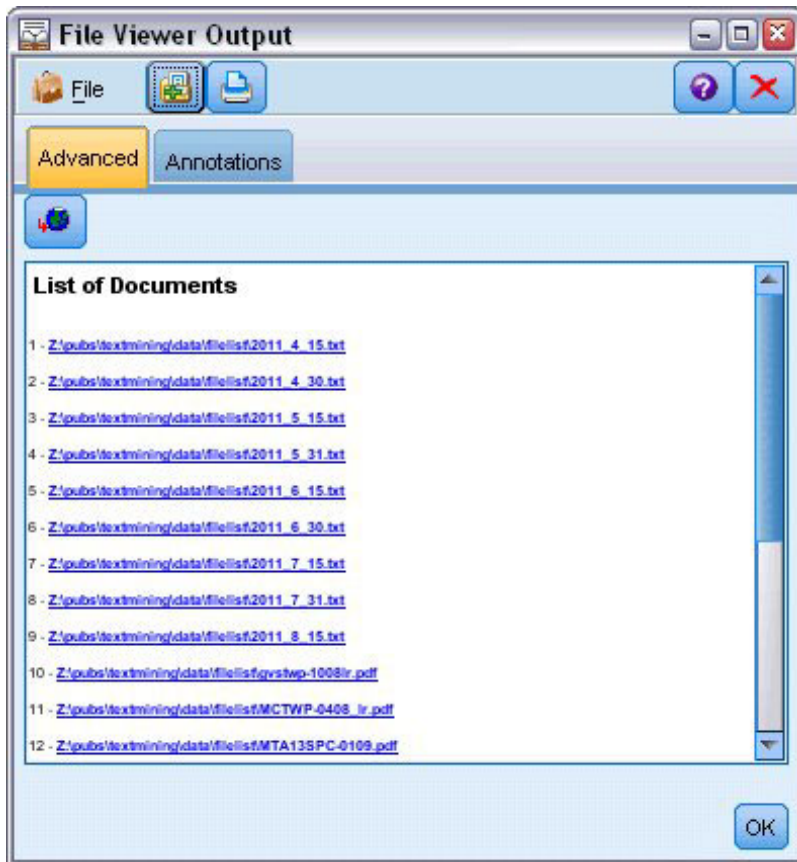 File Viewer Output
File
Advanced
Annotations
List of Documents
1 - Z:\pubs\textmining\data\filelist\2011_4_15.txt
2 - Z:\pubs\textmining\data\filelist\2011_4_30.txt
3 - Z:\pubs\textmining\data\filelist\2011_5_15.txt
4 - Z:\pubs\textmining\data\filelist\2011_5_31.txt
5 - Z:\pubs\textmining\data\filelist\2011_6_15.txt
6 - Z:\pubs\textmining\data\filelist\2011_6_30.txt
7 - Z:\pubs\textmining\data\filelist\2011_7_15.txt
8 - Z:\pubs\textmining\data\filelist\2011_7_31.txt
9 - Z:\pubs\textmining\data\filelist\2011_8_15.txt
10 - Z:\pubs\textmining\data\filelist\gvstwp-1008lr.pdf
11 - Z:\pubs\textmining\data\filelist\MCTWP-0408_lr.pdf
12 - Z:\pubs\textmining\data\filelist\MTA13SPC-0109.pdf
OK